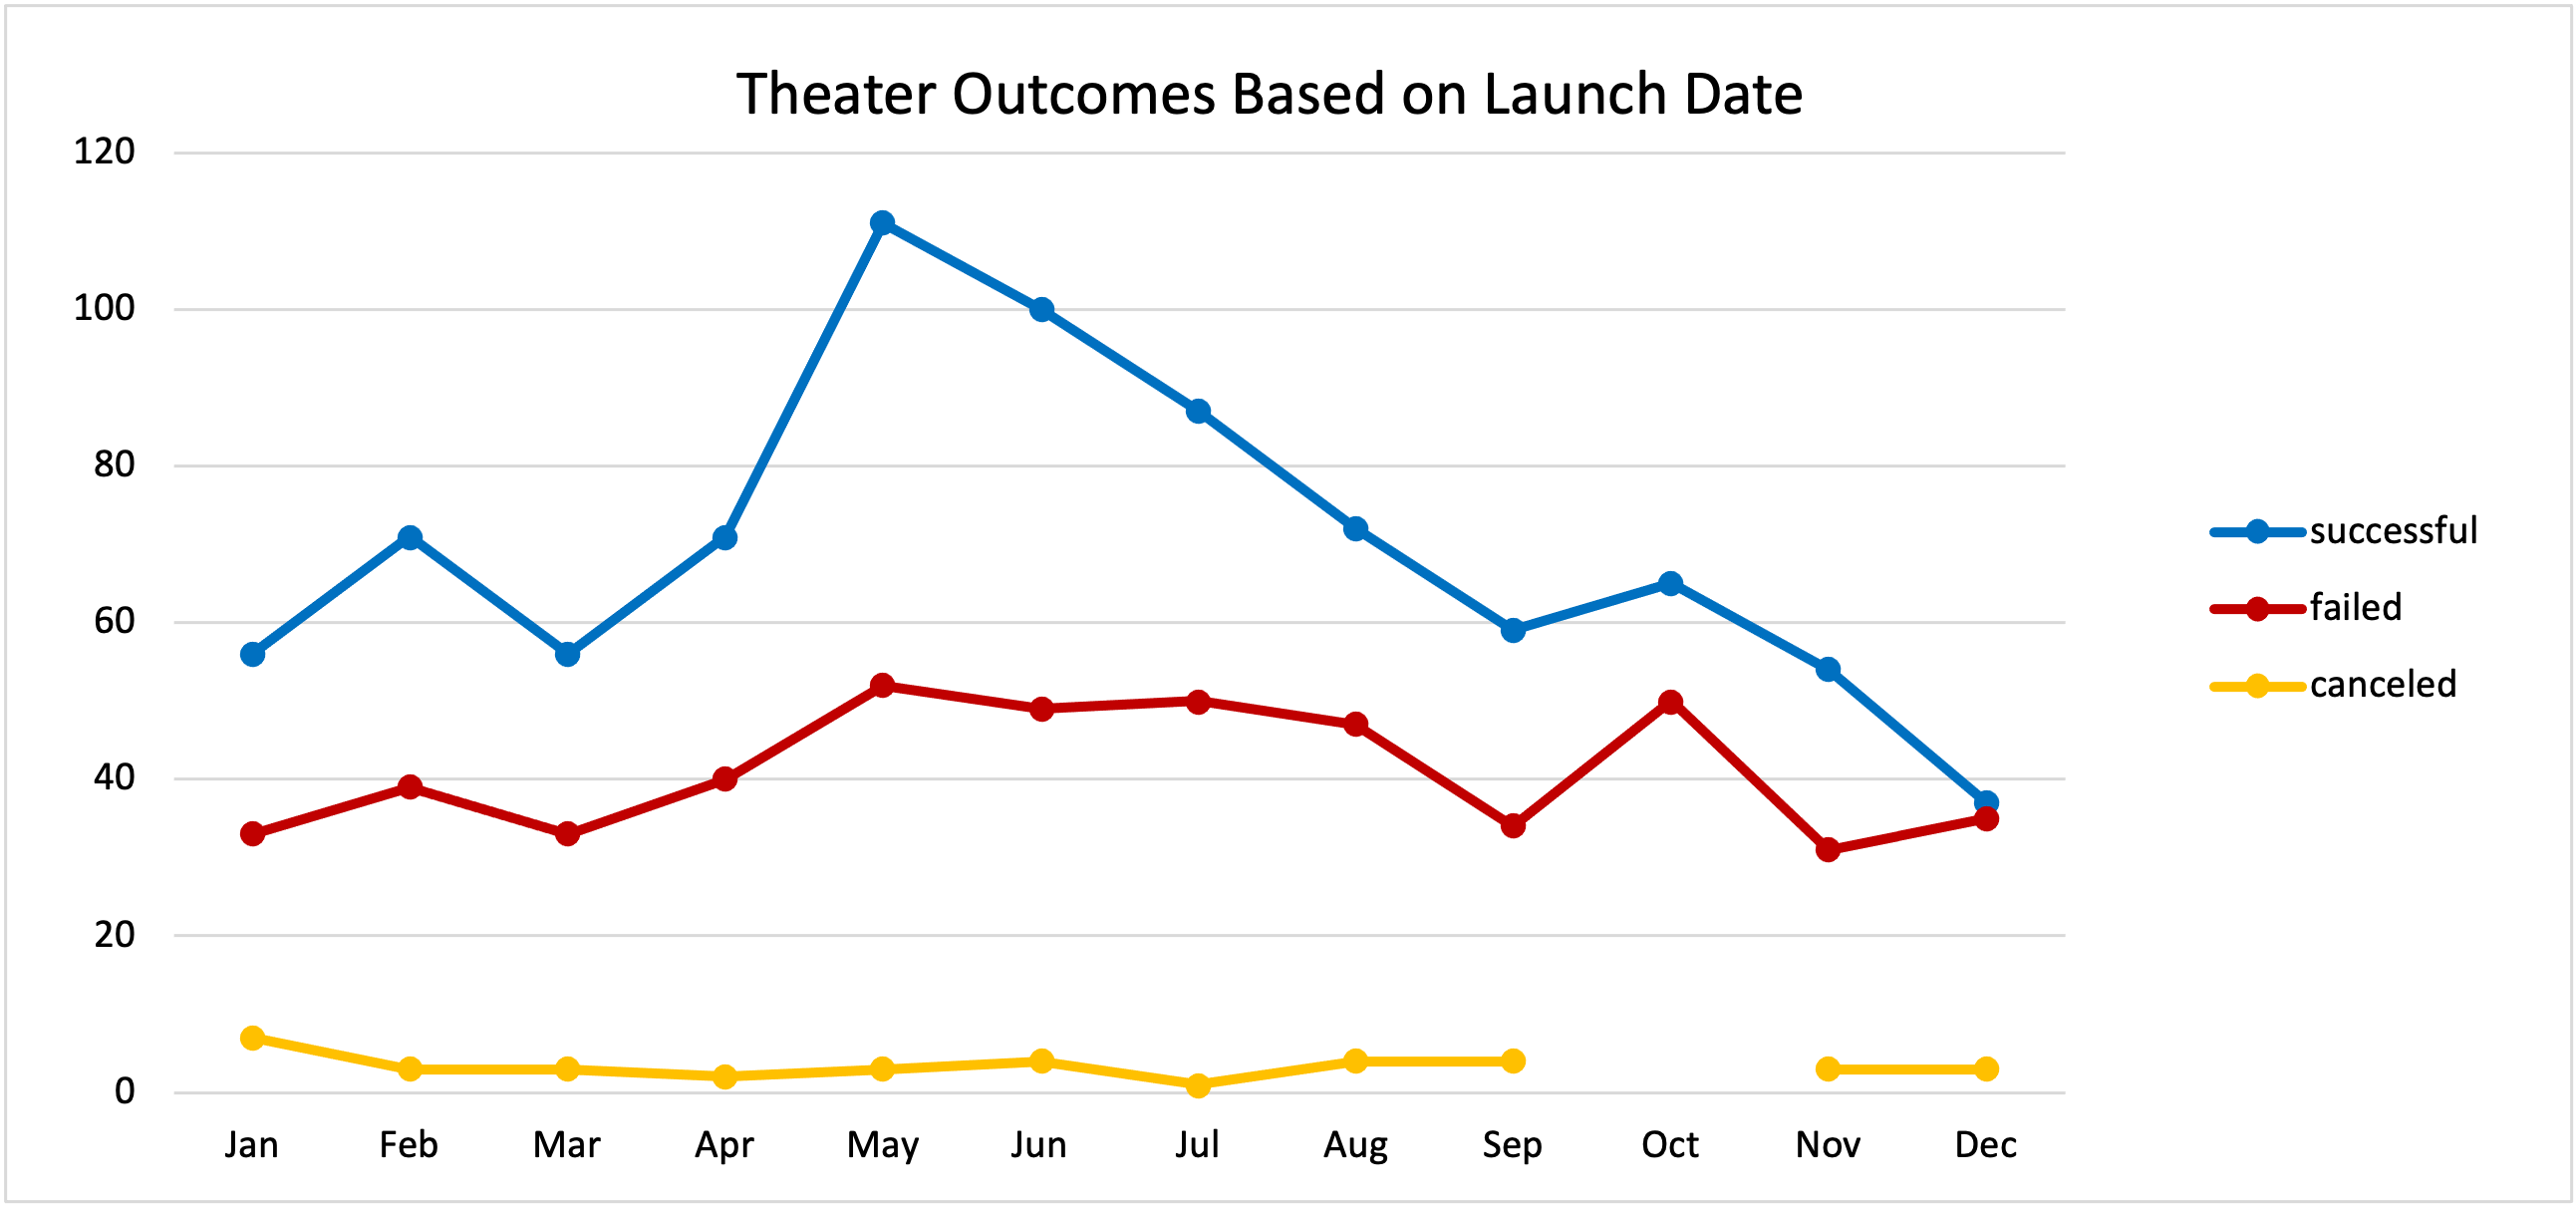 Theater Outcomes Based on Launch Date
120
100
80
60
40
20
0
Jan Feb Mar Apr May Jun Jul Aug Sep Oct Nov Dec
successful
failed
canceled